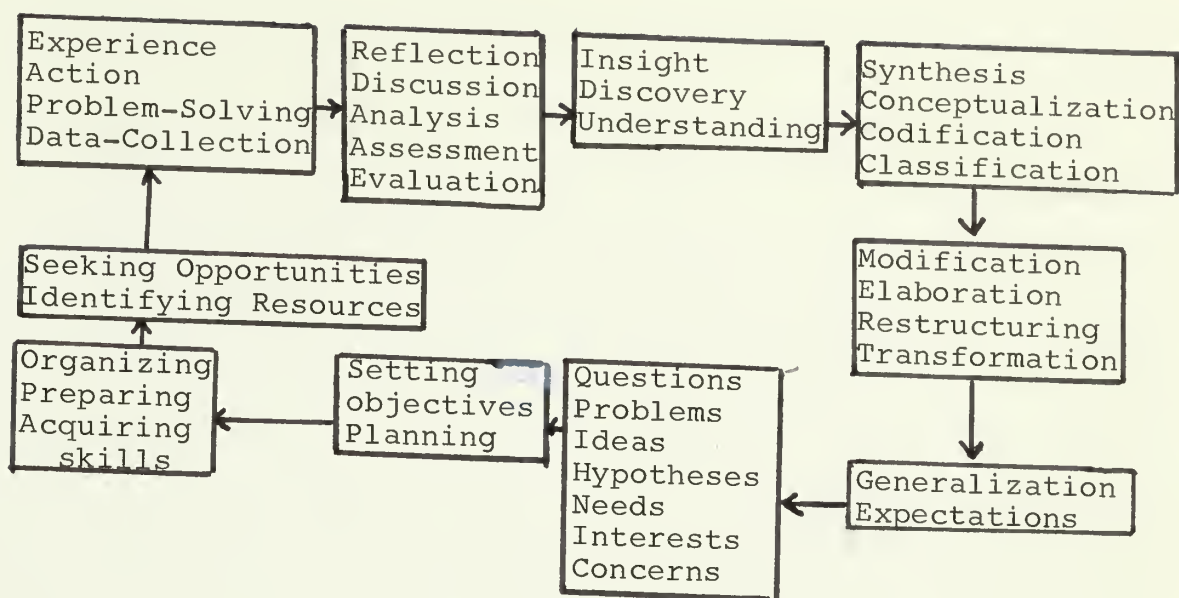 Experience
Action
Problem-Solving
Data-Collection
Reflection
Discussion
Analysis
Assessment
Evaluation
Insight
Discovery
Understanding
Synthesis
Conceptualization
Codification
Classification
Modification
Elaboration
Restructuring
Transformation
Generalization
Expectations
Questions
Problems
Ideas
Hypotheses
Needs
Interests
Concerns
Setting
objectives
Planning
Organizing
Preparing
Acquiring
skills
Seeking Opportunities
Identifying Resources